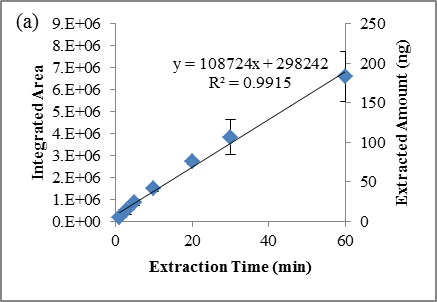 (a)
9.E+06
8.E+06
7.E+06
6.E+06
5.E+06
4.E+06
3.E+06
2.E+06
1.E+06
0.E+00
Integrated Area
y = 108724x + 298242
R² = 0.9915
250
200
150
100
50
0
Extracted Amount (ng)
0 20 40 60
Extraction Time (min)